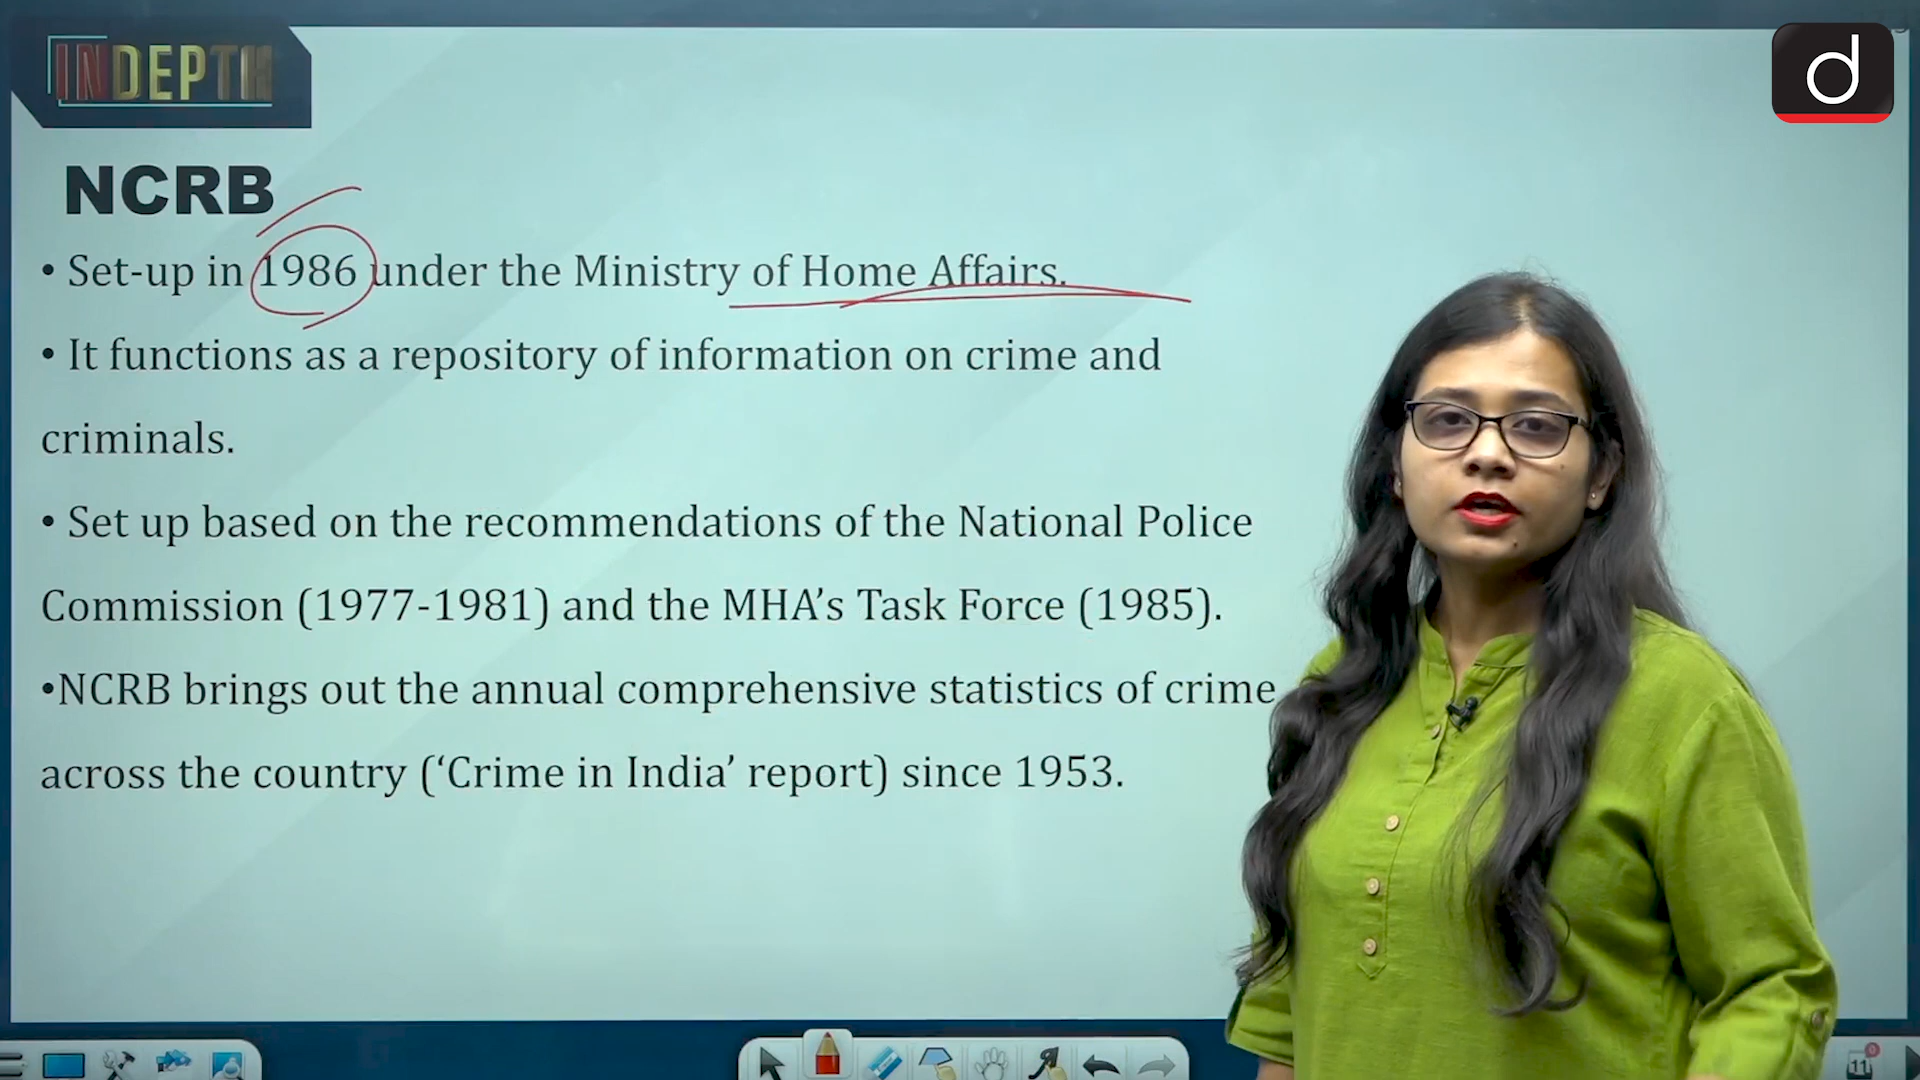 INDEPTH
d
NCRB
• Set-up in 1986 under the Ministry of Home Affairs.
• It functions as a repository of information on crime and
criminals.
• Set up based on the recommendations of the National Police
Commission (1977-1981) and the MHA’s Task Force (1985).
•NCRB brings out the annual comprehensive statistics of crime
across the country (‘Crime in India’ report) since 1953.
11
0